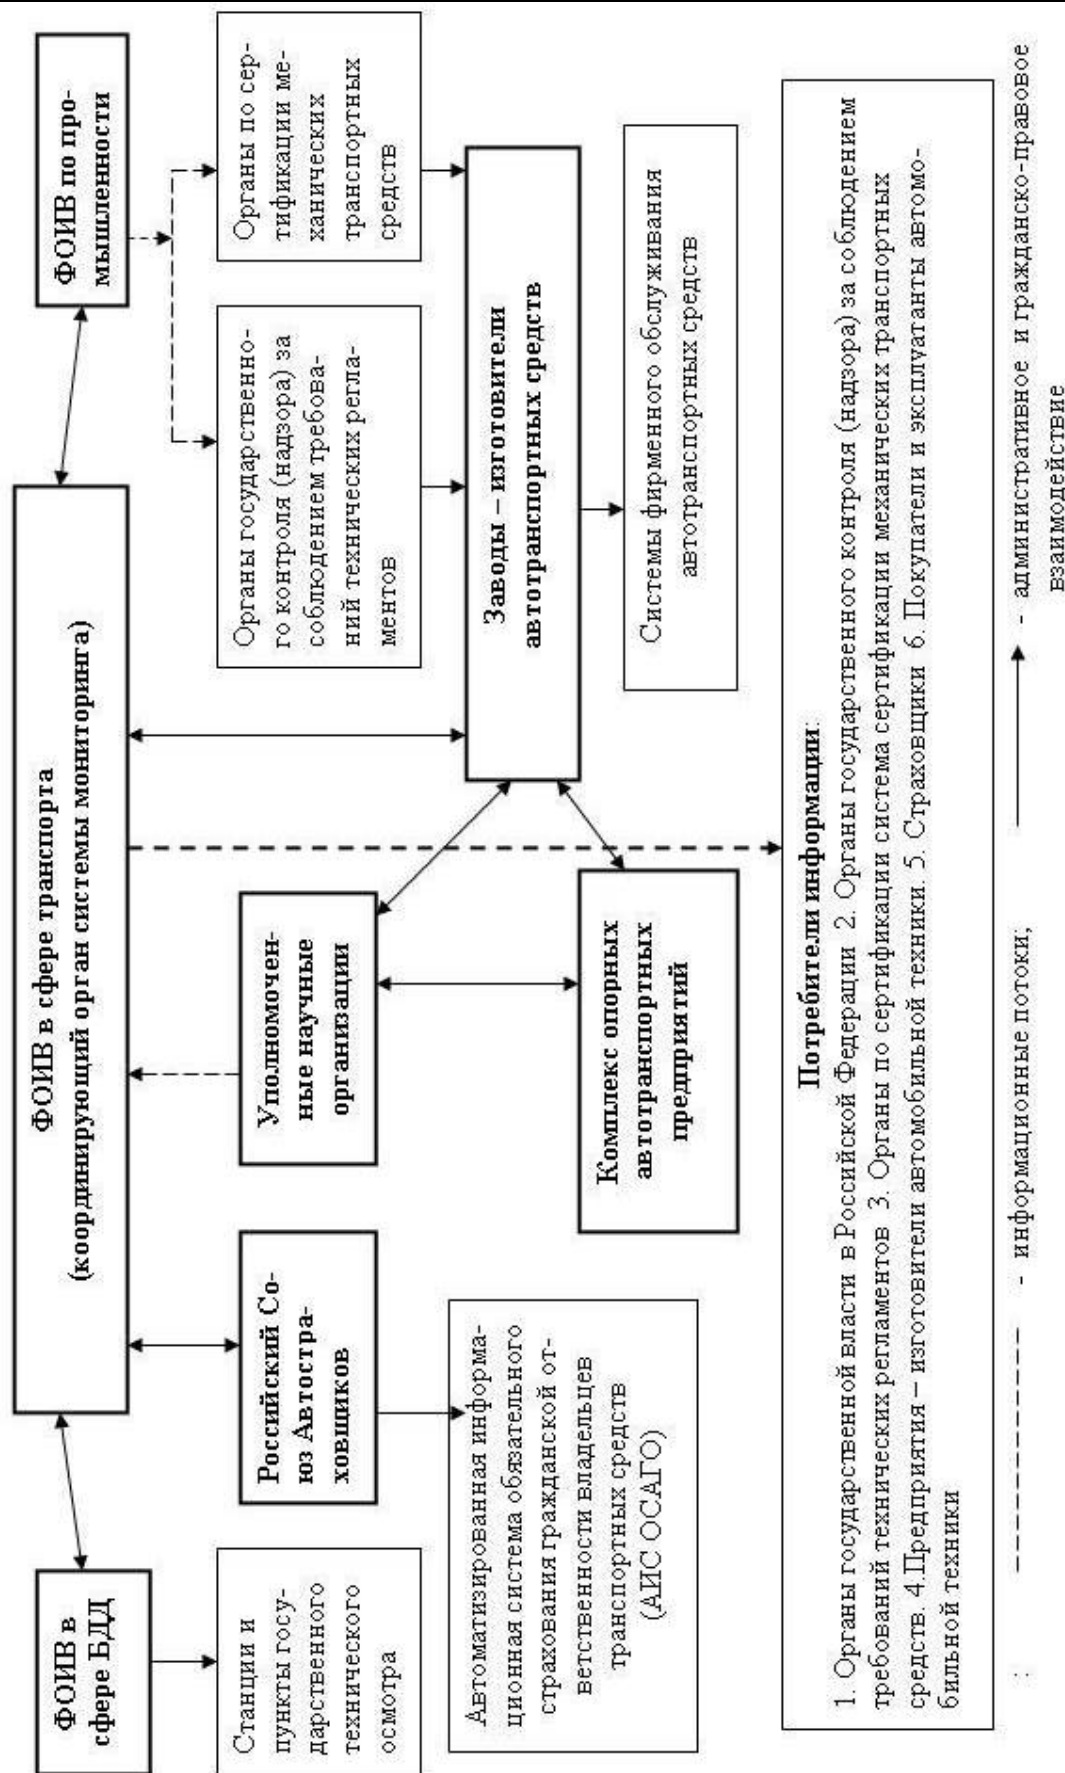 ФОИВ в сфере транспорта
(координирующий орган системы мониторинга)
ФОИВ в
сфере БДД
ФОИВ по про-
мышленности
Станции и
пункты госу-
дарственного
технического
осмотра
Российский Со-
юз Автостра-
ховщиков
Уполномочен-
ные научные
организации
Органы государственно-
го контроля (надзора) за
соблюдением требова-
ний технических регла-
ментов
Органы по сер-
тификации ме-
ханических
транспортных
средств
Автоматизированная информа-
ционная система обязательного
страхования гражданской от-
ветственности владельцев
транспортных средств
(АИС ОСАГО)
Комплекс опорных
автотранспортных
предприятий
Заводы – изготовители
автотранспортных средств
Системы фирменного обслуживания
автотранспортных средств
Потребители информации:
1. Органы государственной власти в Российской Федерации 2. Органы государственного контроля (надзора) за соблюдением
требований технических регламентов 3. Органы по сертификации система сертификации механических транспортных
средств. 4.Предприятия – изготовители автомобильной техники. 5. Страховщики 6. Покупатели и эксплуатанты автомо-
бильной техники
: - информационные потоки; - административное и гражданско-правовое
взаимодействие